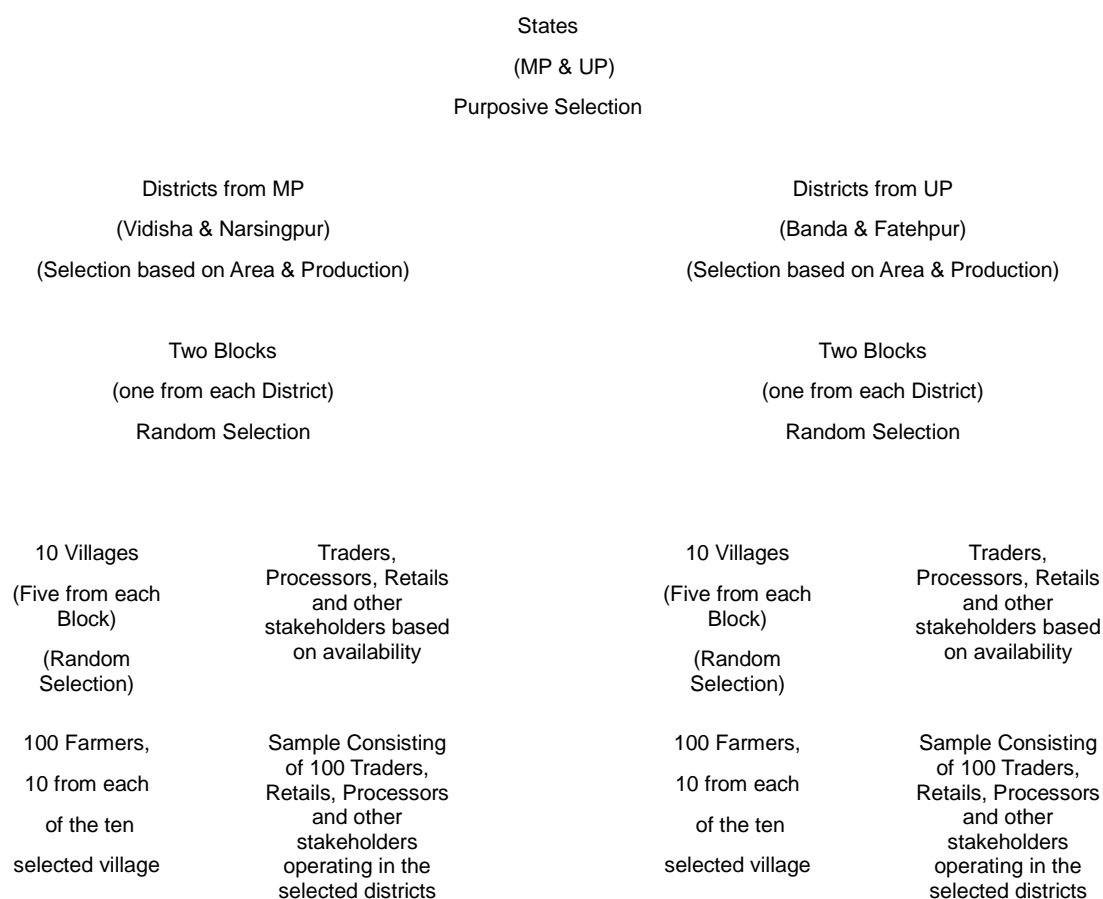 States
(MP & UP)
Purposive Selection
Districts from MP
(Vidisha & Narsingpur)
(Selection based on Area & Production)
Districts from UP
(Banda & Fatehpur)
(Selection based on Area & Production)
Two Blocks
(one from each District)
Random Selection
Two Blocks
(one from each District)
Random Selection
10 Villages
(Five from each
Block)
(Random
Selection)
Traders,
Processors, Retails
and other
stakeholders based
on availability
10 Villages
(Five from each
Block)
(Random
Selection)
Traders,
Processors, Retails
and other
stakeholders based
on availability
100 Farmers,
10 from each
of the ten
selected village
Sample Consisting
of 100 Traders,
Retails, Processors
and other
stakeholders
operating in the
selected districts
100 Farmers,
10 from each
of the ten
selected village
Sample Consisting
of 100 Traders,
Retails, Processors
and other
stakeholders
operating in the
selected districts